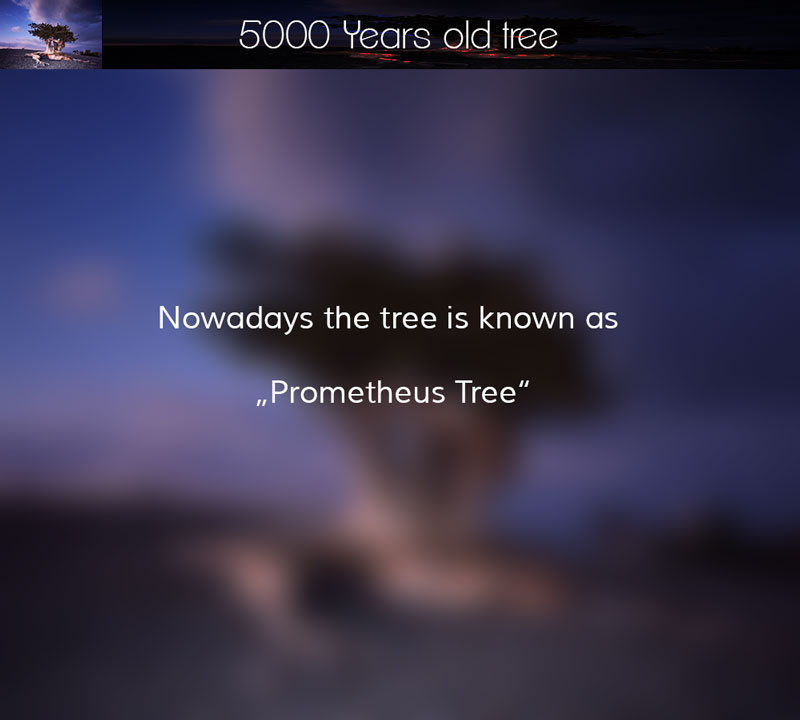 5000 Years old tree
Nowadays the tree is known as
„Prometheus Tree“